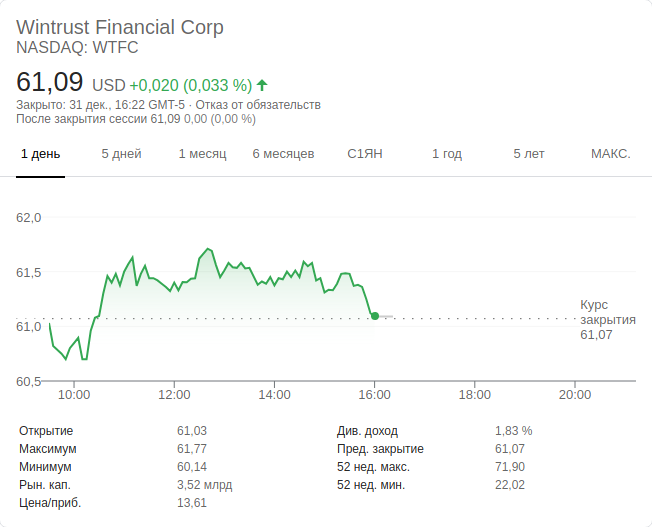 Wintrust Financial Corp
NASDAQ: WTFC
61,09 USD +0,020 (0,033 %)
Закрыто: 31 дек., 16:22 GMT-5 · Отказ от обязательств
После закрытия сессии 61,09 0,00 (0,00 %)
1 день 5 дней 1 месяц 6 месяцев С1ЯН 1 год 5 лет МАКС.
62,0
61,5
61,0
60,5
Курс
закрытия
61,07
10:00 12:00 14:00 16:00 18:00 20:00
Открытие 61,03 Див. доход 1,83 %
Максимум 61,77 Пред. закрытие 61,07
Минимум 60,14 52 нед. макс. 71,90
Рын. кап. 3,52 млрд 52 нед. мин. 22,02
Цена/приб. 13,61